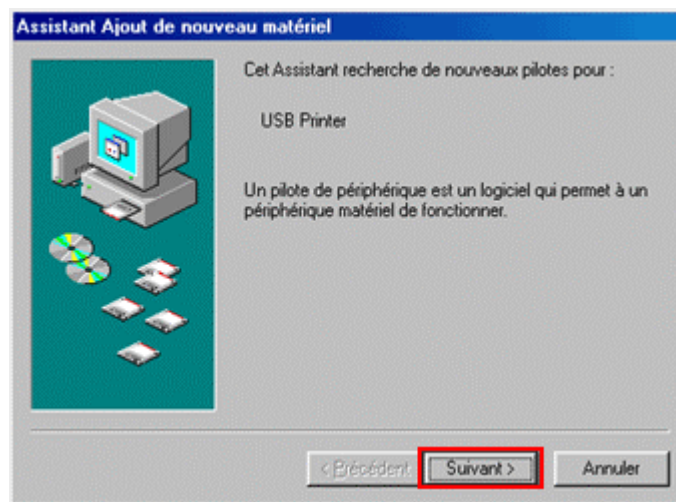 Assistant Ajout de nouveau matériel
Cet Assistant recherche de nouveaux pilotes pour :
USB Printer
Un pilote de périphérique est un logiciel qui permet à un
périphérique matériel de fonctionner.
< Précédent
Suivant >
Annuler